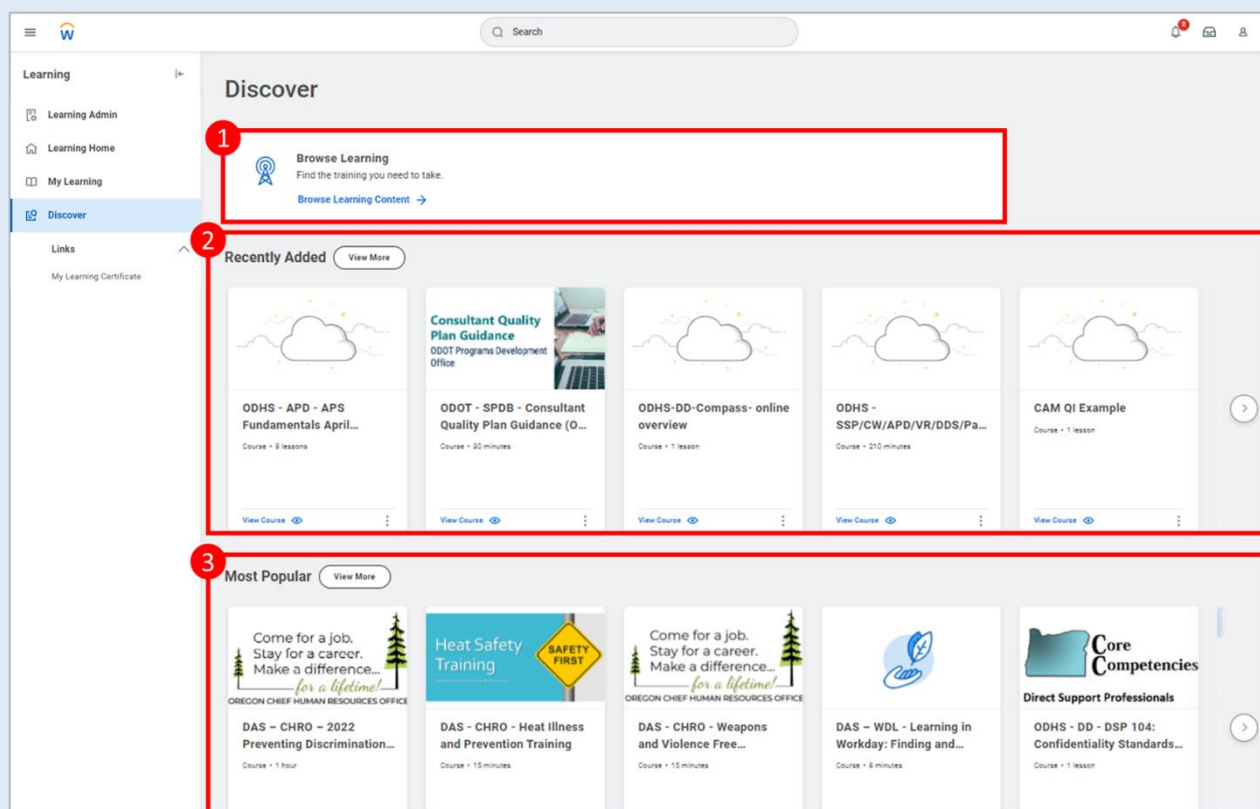 W
Search
2
Learning
Discover
Learning Admin
1
Learning Home
Browse Learning
Find the training you need to take.
My Learning
Browse Learning Content
Discover
Links
2
Recently Added
View More
My Learning Certificate
Consultant Quality
Plan Guidance
ODOT Programs Development
Office
ODHS - APD - APS
Fundamentals April...
Course • 8 lessons
ODOT - SPDB - Consultant
Quality Plan Guidance (O...
Course • 30 minutes
ODHS-DD-Compass- online
overview
Course • 1 lesson
ODHS -
SSP/CW/APD/VR/DDS/Pa...
Course • 210 minutes
CAM QI Example
Course • 1 lesson
View Course
View Course
View Course
View Course
View Course
3
Most Popular
View More
Come for a job.
Stay for a career.
Make a difference...
for a lifetime!
OREGON CHIEF HUMAN RESOURCES OFFICE
Heat Safety
Training
SAFETY
FIRST
Come for a job.
Stay for a career.
Make a difference...
for a lifetime!
OREGON CHIEF HUMAN RESOURCES OFFICE
Core
Competencies
Direct Support Professionals
DAS – CHRO – 2022
Preventing Discrimination...
Course • 1 hour
DAS - CHRO - Heat Illness
and Prevention Training
Course • 15 minutes
DAS - CHRO - Weapons
and Violence Free...
Course • 15 minutes
DAS – WDL - Learning in
Workday: Finding and...
Course • 8 minutes
ODHS - DD - DSP 104:
Confidentiality Standards...
Course • 1 lesson